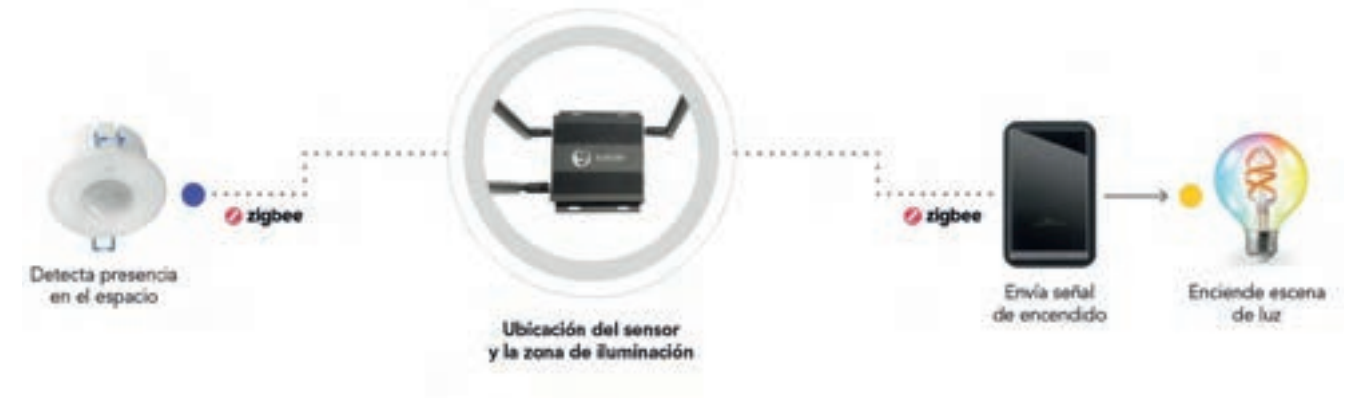 zigbee
zigbee
Detecta presencia
en el espacio
Ubicación del sensor
y la zona de iluminación
Envía señal
de encendido
Enciende escena
de luz